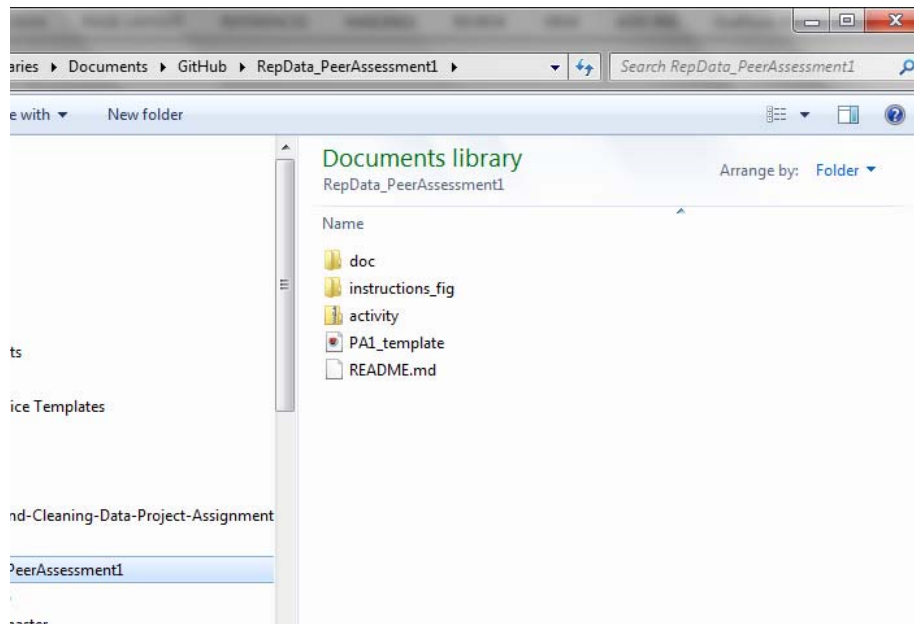 aries ▸ Documents ▸ GitHub ▸ RepData_PeerAssessment1 ▸ Search RepData_PeerAssessment1
e with New folder
Documents library
RepData_PeerAssessment1
Arrange by: Folder
Name
doc
instructions_fig
activity
PA1_template
README.md
ts
ice Templates
nd-Cleaning-Data-Project-Assignment
PeerAssessment1